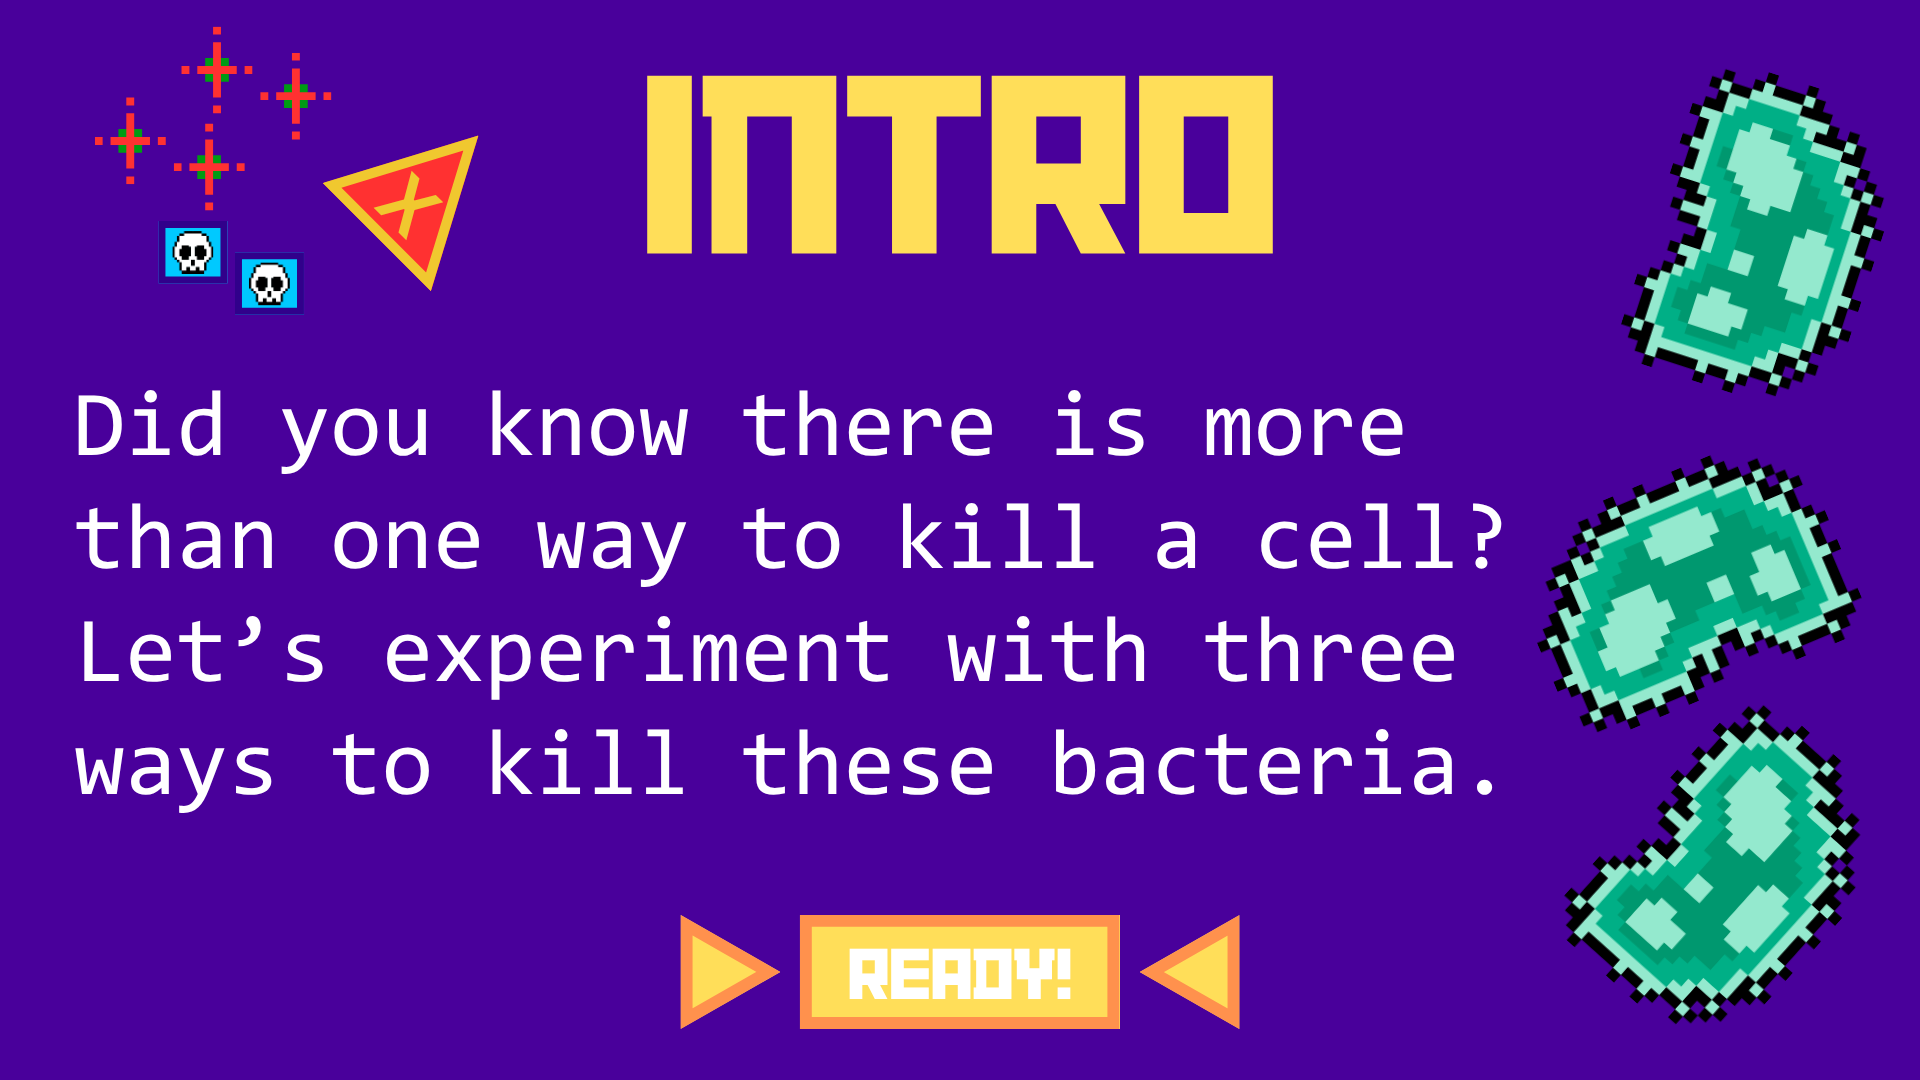 INTRO
X
Did you know there is more
than one way to kill a cell?
Let’s experiment with three
ways to kill these bacteria.
READY!